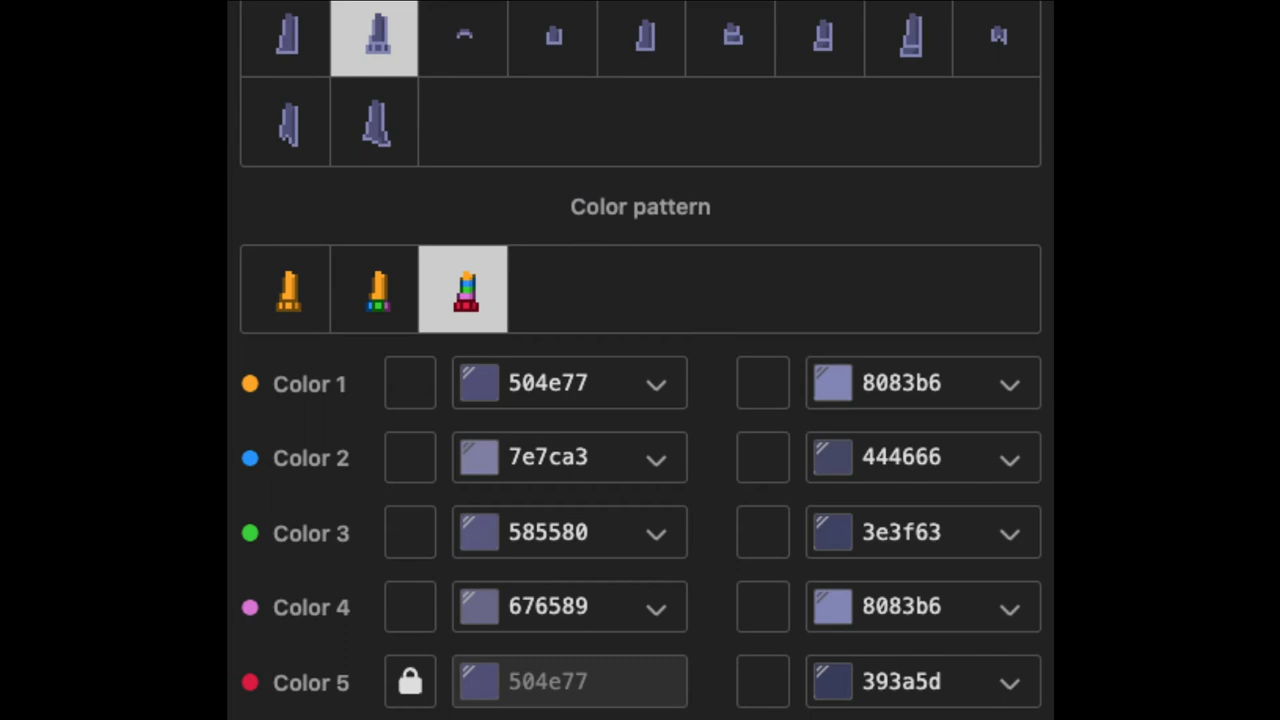 Color pattern
Color 1 504e77 8083b6
Color 2 7e7ca3 444666
Color 3 585580 3e3f63
Color 4 676589 8083b6
Color 5 504e77 393a5d